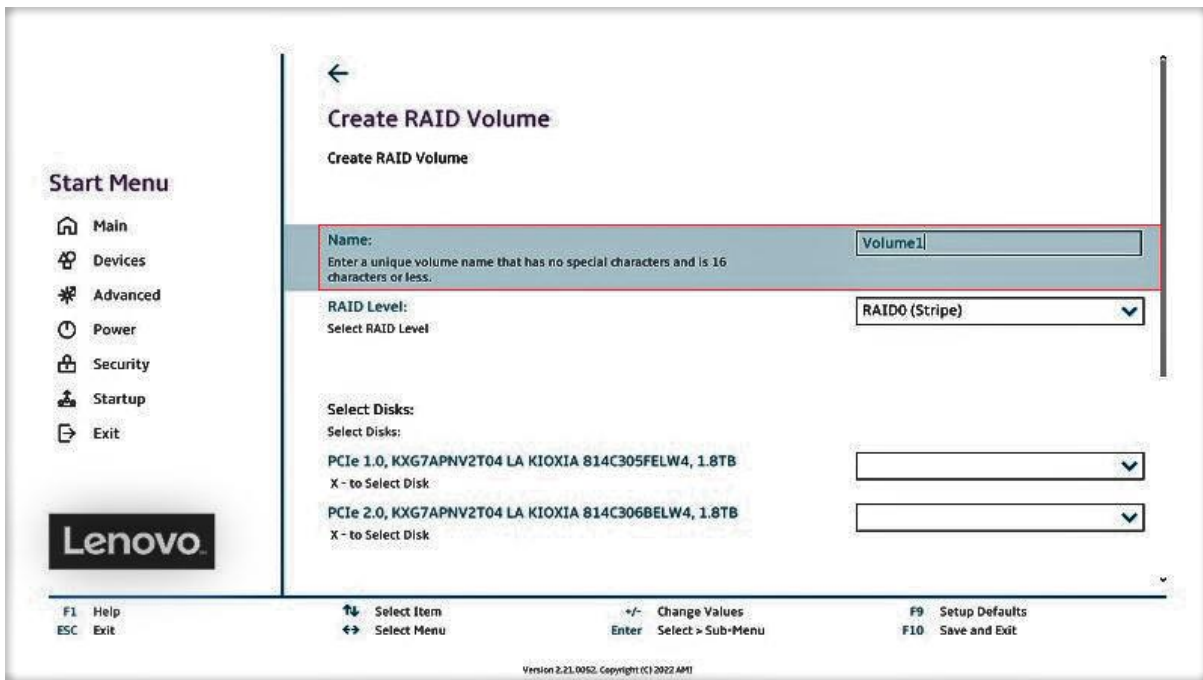 Create RAID Volume
Create RAID Volume
Start Menu
Main
Devices
Advanced
Power
Security
Startup
Exit
Lenovo.
Name:
Volume1
Enter a unique volume name that has no special characters and is 16
characters or less.
RAID Level:
RAID0 (Stripe)
Select RAID Level
Select Disks:
Select Disks:
PCIe 1.0, KXG7APNV2T04 LA KIOXIA 814C305FELW4, 1.8TB
X - to Select Disk
PCIe 2.0, KXG7APNV2T04 LA KIOXIA 814C306BELW4, 1.8TB
X - to Select Disk
F1 Help
ESC Exit
↑↓ Select Item
↔ Select Menu
+/- Change Values
Enter Select > Sub-Menu
F9 Setup Defaults
F10 Save and Exit
Version 2.21.0052. Copyright (C) 2022 AMI